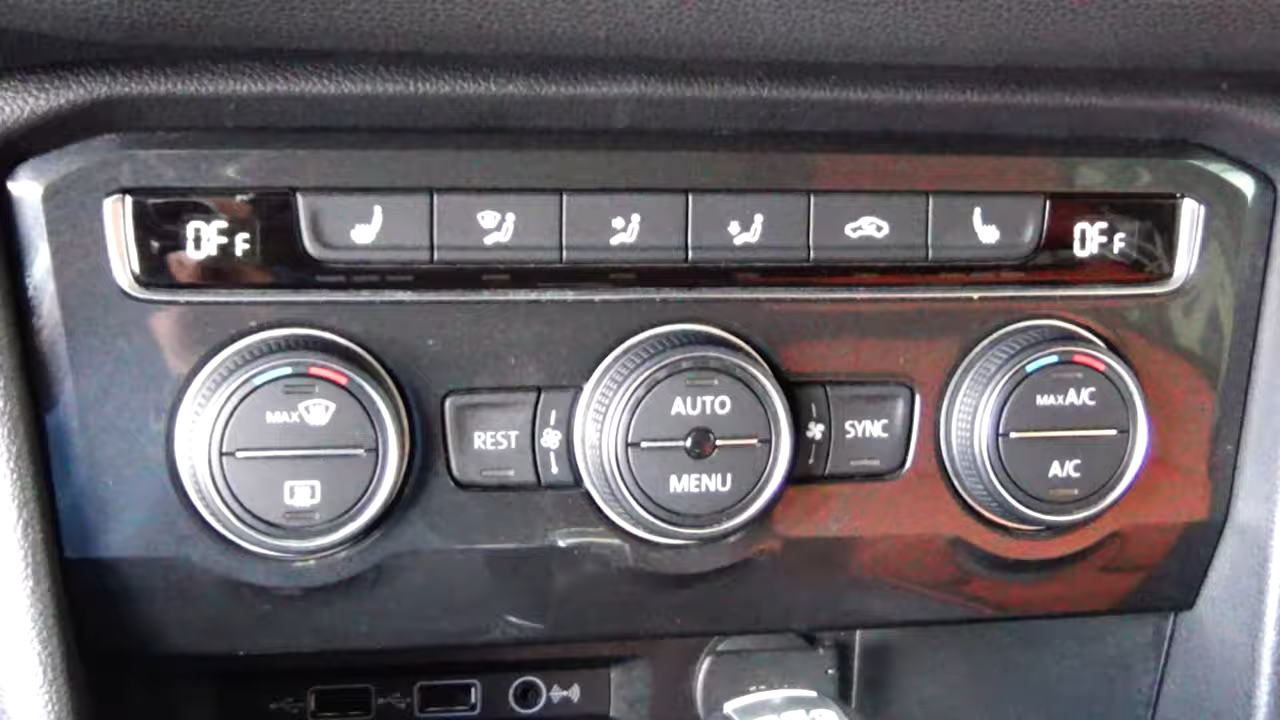 OFF
OFF
MAX
REST
AUTO
MENU
SYNC
MAX A/C
A/C